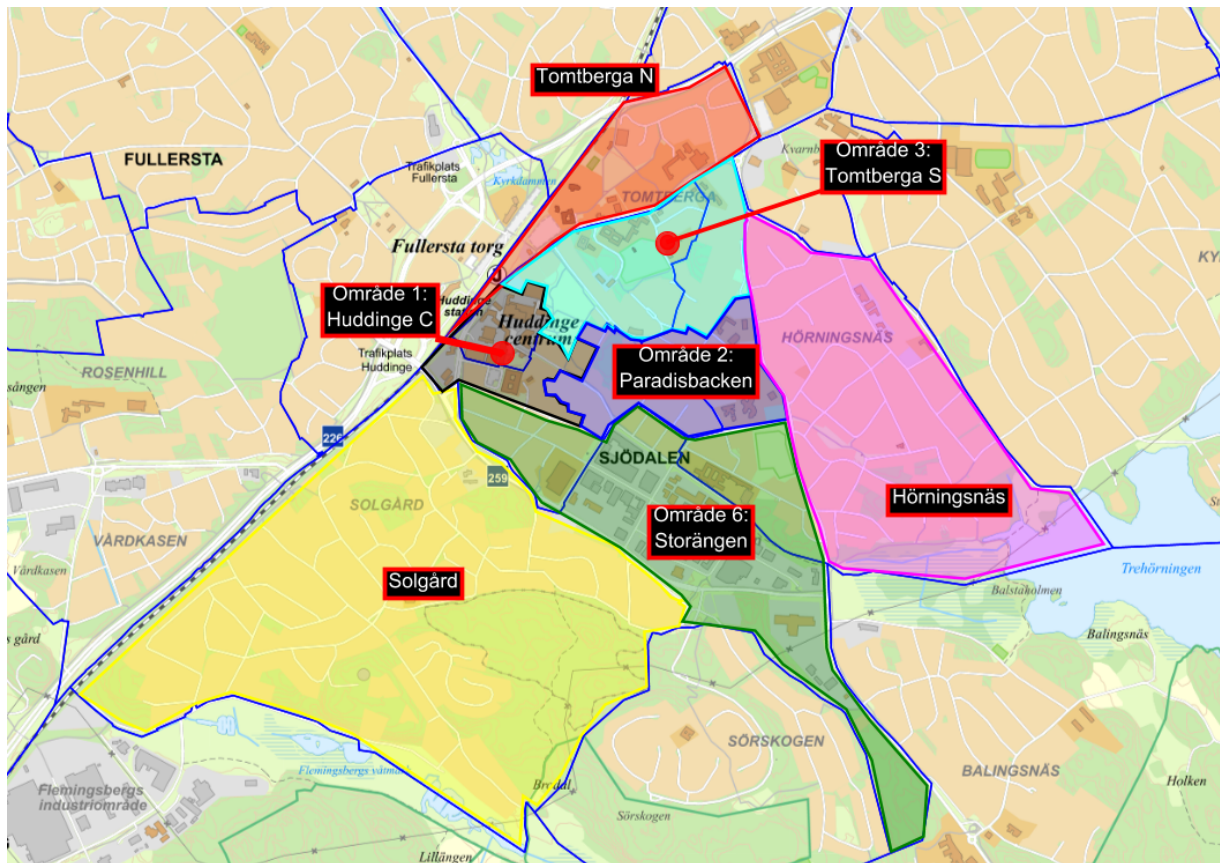 Tomtberga N
FULLERSTA
Trafikplats
Fullersta
Kyrkdammen
Område 3:
Tomtberga S
TOMTBERGA
Fullersta torg
Område 1:
Huddinge C
Huddinge
station
Huddinge
centrum
Trafikplats
Huddinge
HÖRNINGSNÄS
Område 2:
Paradisbacken
ROSENHILL
226
SJÖDALEN
259
SOLGÅRD
Hörningsnäs
Område 6:
Storängen
VÅRDKASEN
Vårdkasen
Solgård
Trehörningen
Balstaholmen
Balingsnäs
s gård
SÖRSKOGEN
BALINGSNÄS
Flemingsbergs
industriområde
Flemingsbergs våtmark
Holken
Sörskogen
Lillängen